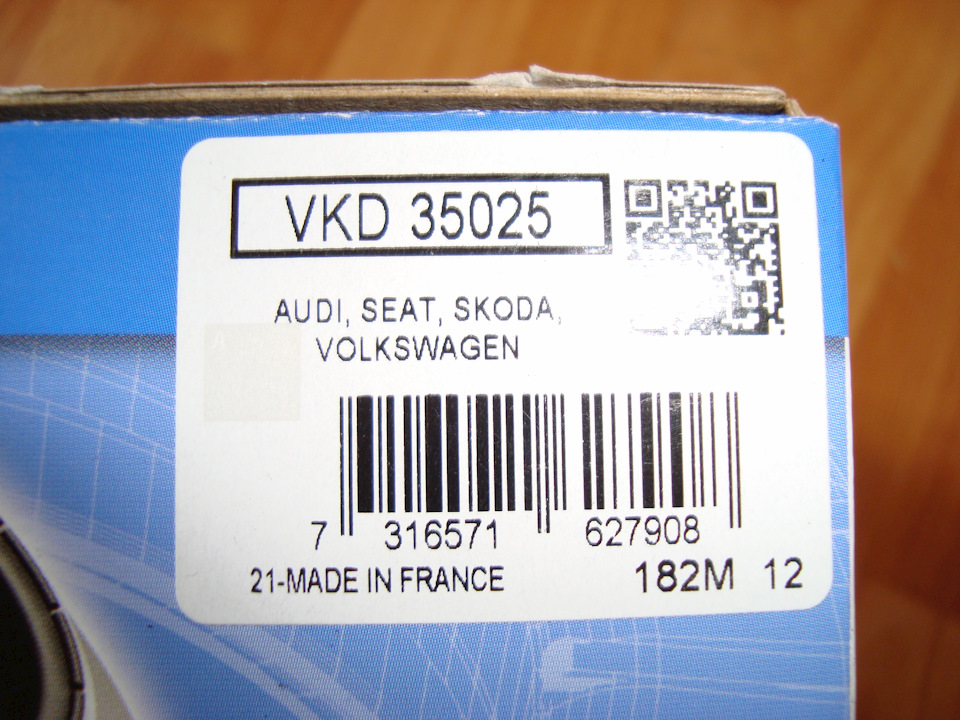 VKD 35025
AUDI, SEAT, SKODA,
VOLKSWAGEN
7 316571 627908
21-MADE IN FRANCE 182M 12